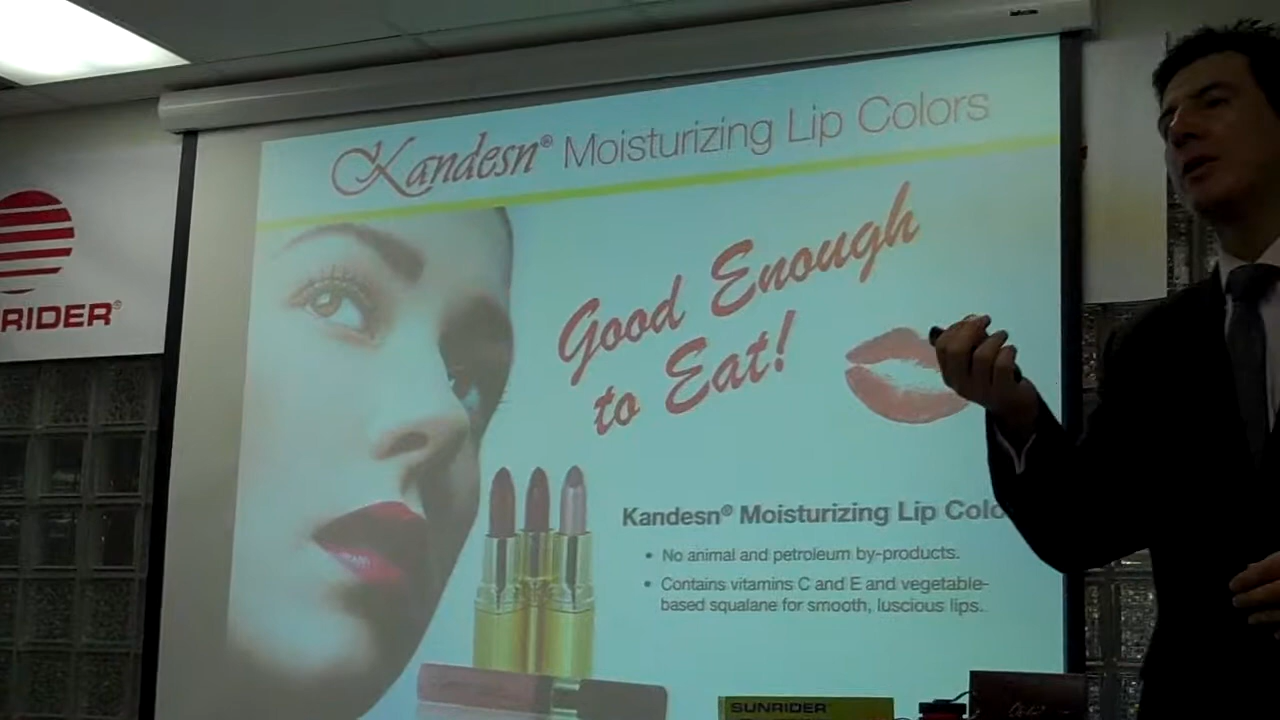 Kandesn® Moisturizing Lip Colors
Good Enough
to Eat!
RIDER®
Kandesn® Moisturizing Lip Colo
• No animal and petroleum by-products.
• Contains vitamins C and E and vegetable-
based squalane for smooth, luscious lips.
SUNRIDER